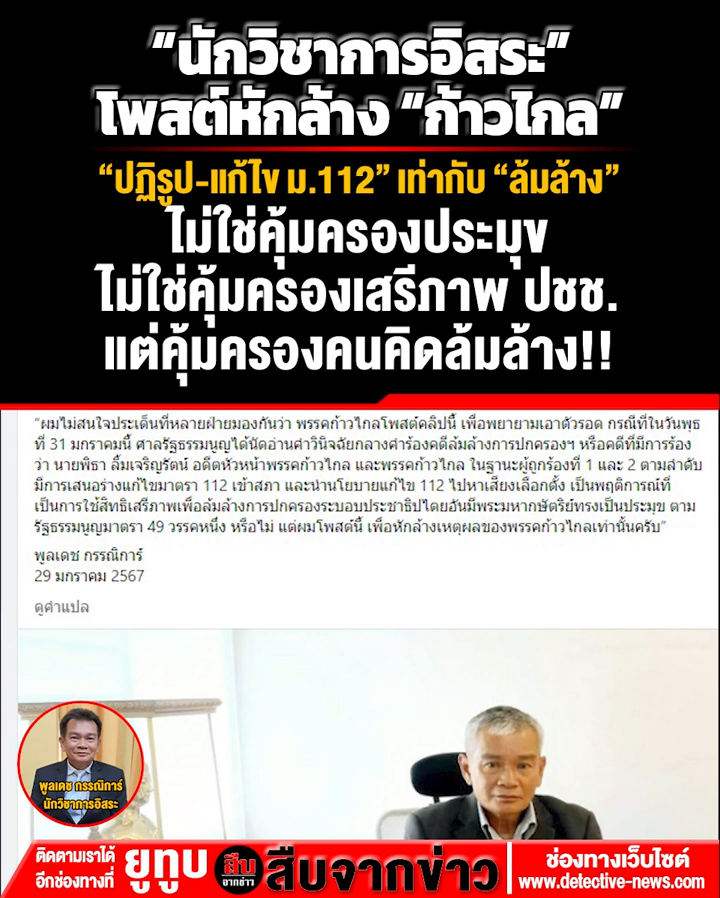 “นักวิชาการอิสระ”
โพสต์หักล้าง “ก้าวไกล”
“ปฏิรูป-แก้ไข ม.112” เท่ากับ “ล้มล้าง”
ไม่ใช่คุ้มครองประมุข
ไม่ใช่คุ้มครองเสรีภาพ ปชช.
แต่คุ้มครองคนคิดล้มล้าง!!
“ผมไม่สนใจประเด็นที่หลายฝ่ายมองกันว่า พรรคก้าวไกลโพสต์คลิปนี้ เพื่อพยายามเอาตัวรอด กรณีที่ในวันพุธ
ที่ 31 มกราคมนี้ ศาลรัฐธรรมนูญได้นัดอ่านคำวินิจฉัยกลางคำร้องคดีล้มล้างการปกครองฯ หรือคดีที่มีการร้อง
ว่า นายพิธา ลิ้มเจริญรัตน์ อดีตหัวหน้าพรรคก้าวไกล และพรรคก้าวไกล ในฐานะผู้ถูกร้องที่ 1 และ 2 ตามลำดับ
มีการเสนอร่างแก้ไขมาตรา 112 เข้าสภา และนำนโยบายแก้ไข 112 ไปหาเสียงเลือกตั้ง เป็นพฤติการณ์ที่
เป็นการใช้สิทธิเสรีภาพเพื่อล้มล้างการปกครองระบอบประชาธิปไตยอันมีพระมหากษัตริย์ทรงเป็นประมุข ตาม
รัฐธรรมนูญมาตรา 49 วรรคหนึ่ง หรือไม่ แต่ผมโพสต์นี้ เพื่อหักล้างเหตุผลของพรรคก้าวไกลเท่านั้นครับ”
พูลเดช กรรณิการ์
29 มกราคม 2567
ดูคำแปล
พูลเดช กรรณิการ์
นักวิชาการอิสระ
ติดตามเราได้
อีกช่องทางที่
ยูทูบ
สืบ
จากข่าว
สืบจากข่าว
ช่องทางเว็บไซต์
www.detective-news.com